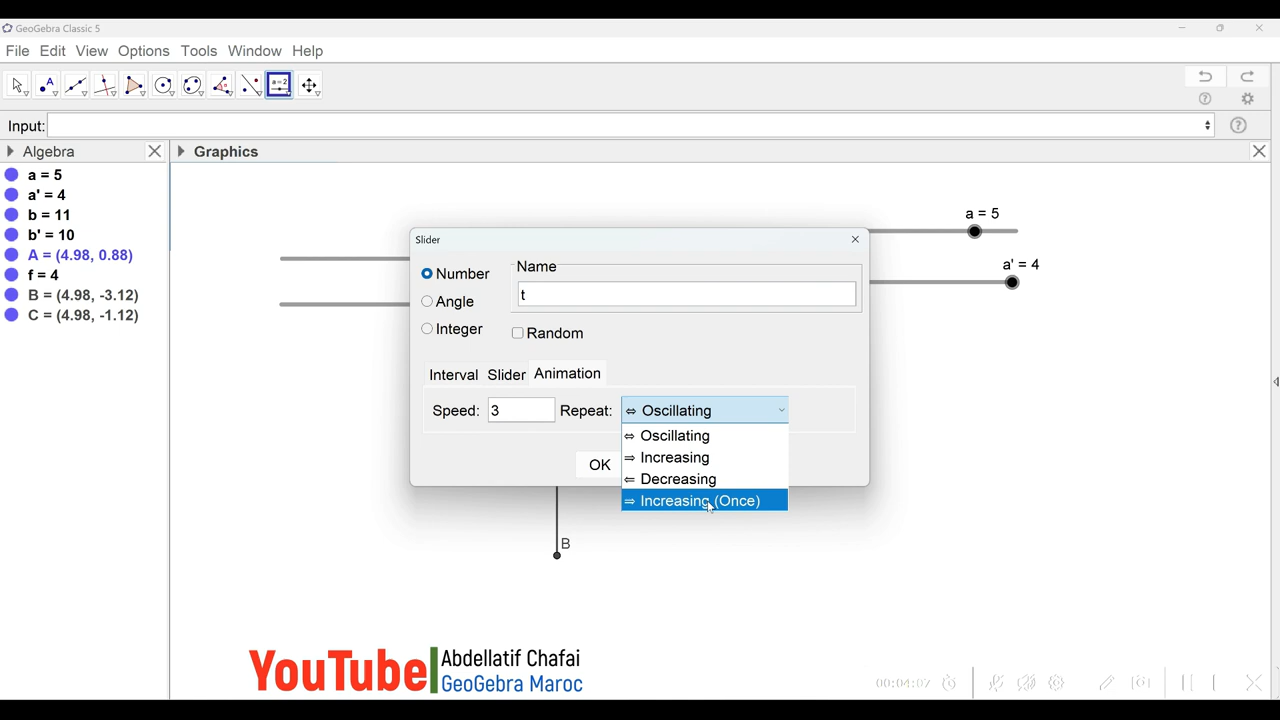 GeoGebra Classic 5
File Edit View Options Tools Window Help
a=2
Input:
Algebra
Graphics
a = 5
a' = 4
b = 11
b' = 10
A = (4.98, 0.88)
f = 4
B = (4.98, -3.12)
C = (4.98, -1.12)
a = 5
a' = 4
Slider
Number
Angle
Integer
Name
t
Random
Interval Slider Animation
Speed: 3 Repeat: ⇔ Oscillating
⇔ Oscillating
⇒ Increasing
⇐ Decreasing
⇒ Increasing (Once)
OK
B
YouTube
Abdellatif Chafai
GeoGebra Maroc
00:04:07